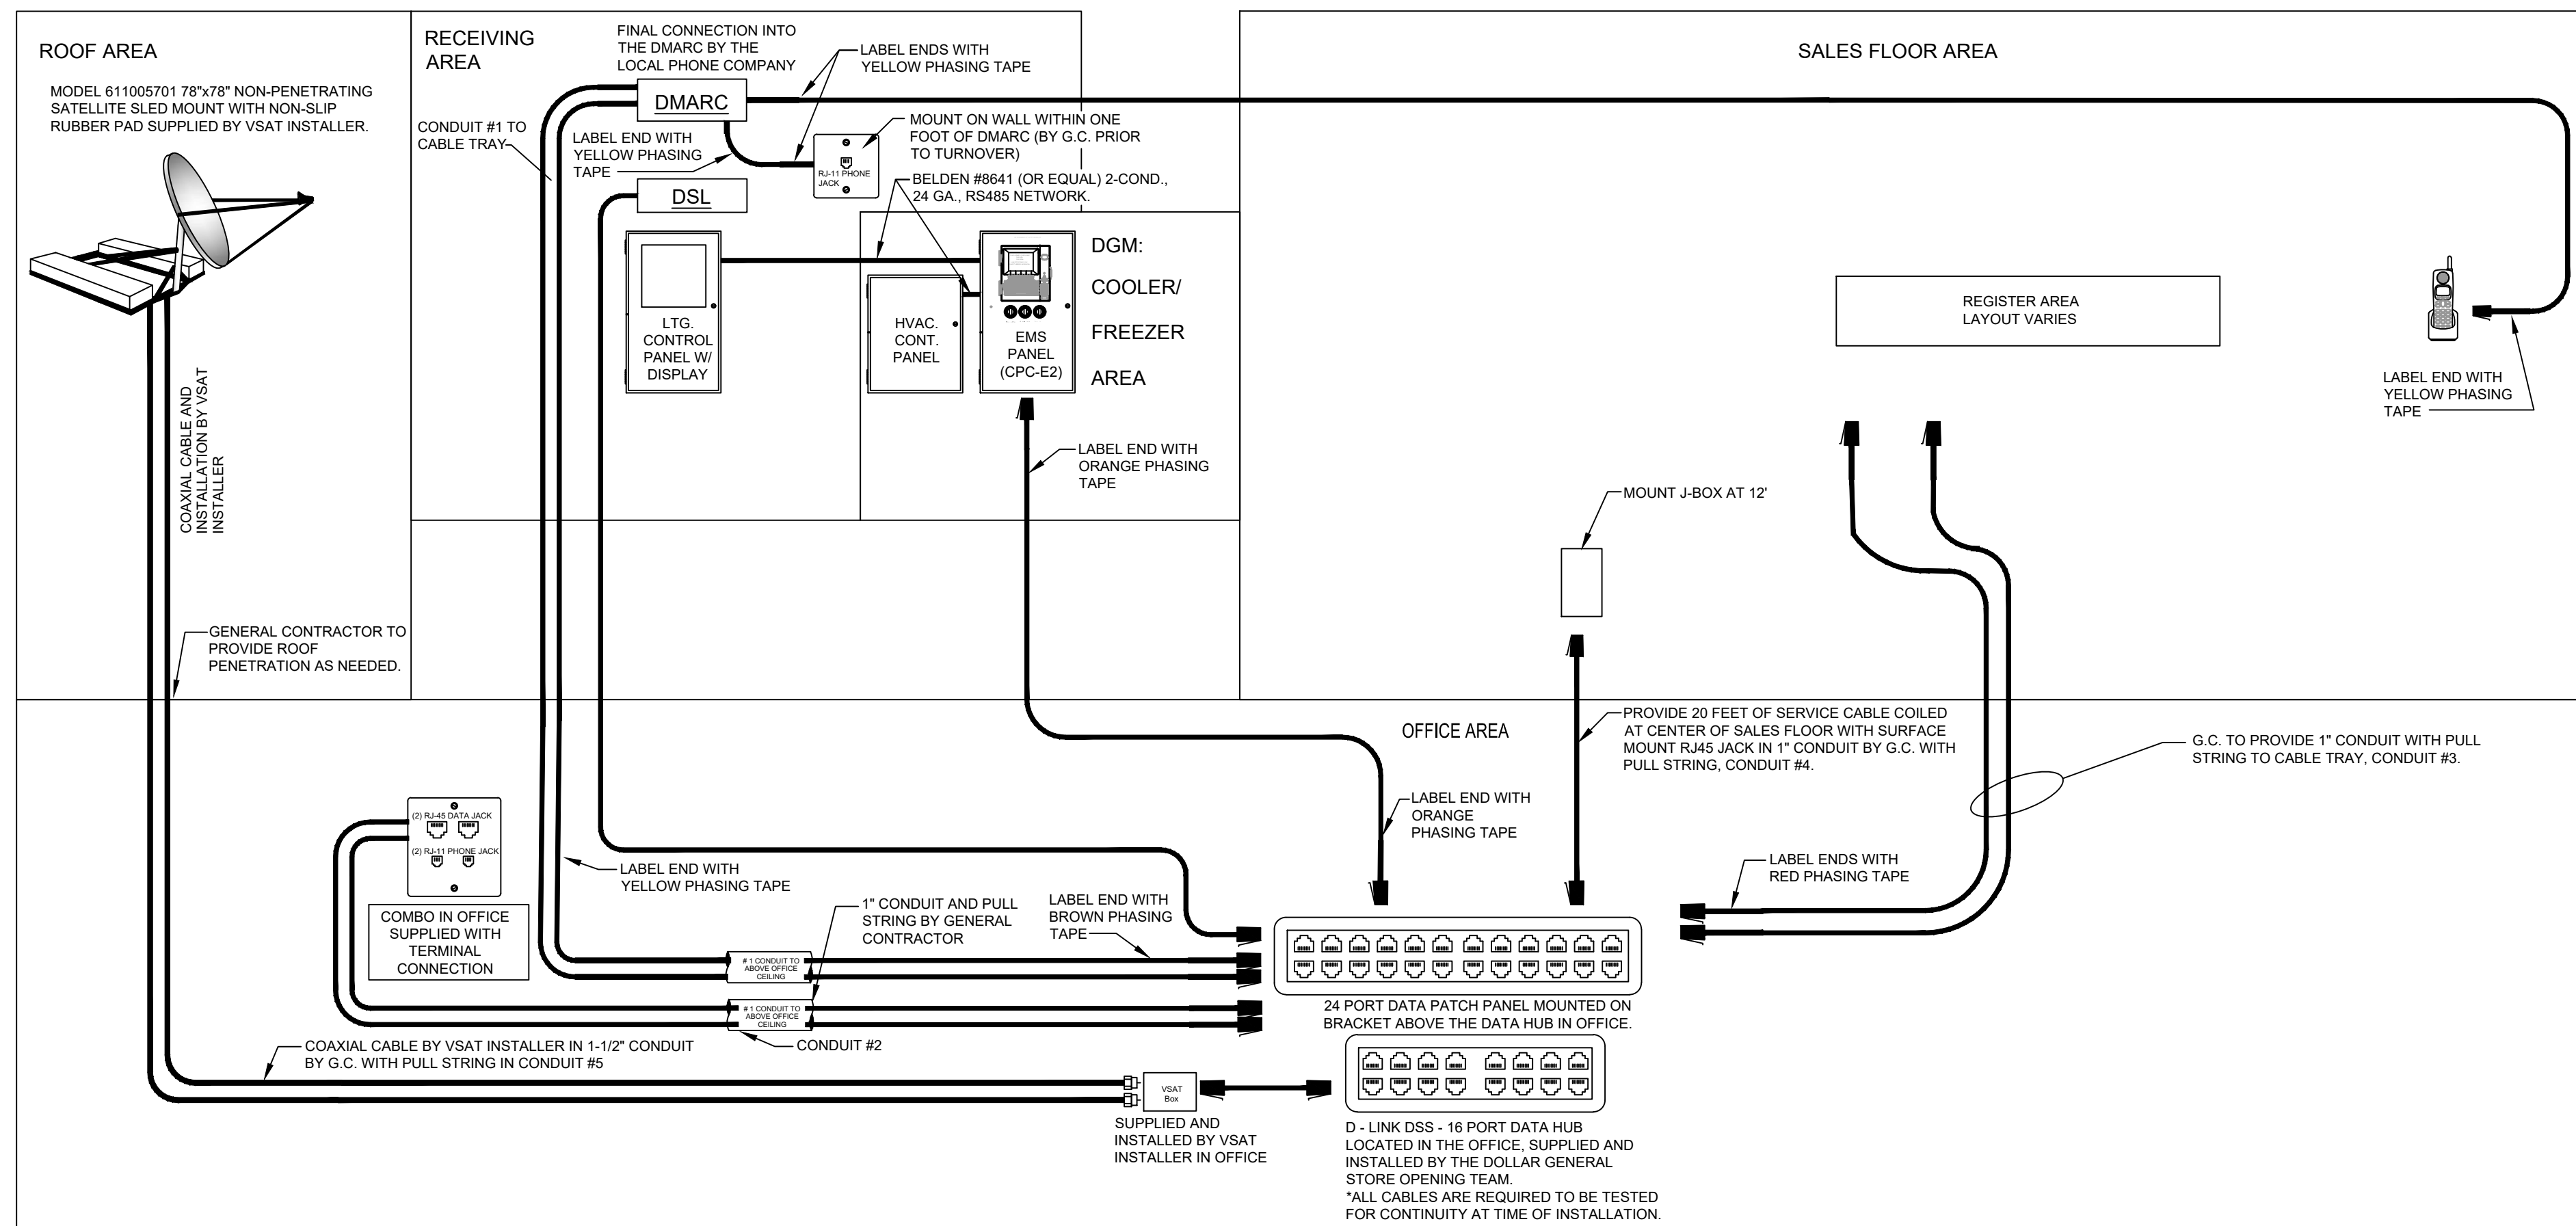 ROOF AREA
MODEL 611005701 78"x78" NON-PENETRATING
SATELLITE SLED MOUNT WITH NON-SLIP
RUBBER PAD SUPPLIED BY VSAT INSTALLER.
COAXIAL CABLE AND
INSTALLATION BY VSAT
INSTALLER
GENERAL CONTRACTOR TO
PROVIDE ROOF
PENETRATION AS NEEDED.
RECEIVING
AREA
FINAL CONNECTION INTO
THE DMARC BY THE
LOCAL PHONE COMPANY
LABEL ENDS WITH
YELLOW PHASING TAPE
DMARC
CONDUIT #1 TO
CABLE TRAY
LABEL END WITH
YELLOW PHASING
TAPE
RJ-11 PHONE
JACK
MOUNT ON WALL WITHIN ONE
FOOT OF DMARC (BY G.C. PRIOR
TO TURNOVER)
BELDEN #8641 (OR EQUAL) 2-COND.,
24 GA., RS485 NETWORK.
DSL
LTG.
CONTROL
PANEL W/
DISPLAY
HVAC.
CONT.
PANEL
EMS
PANEL
(CPC-E2)
DGM:
COOLER/
FREEZER
AREA
LABEL END WITH
ORANGE PHASING
TAPE
SALES FLOOR AREA
REGISTER AREA
LAYOUT VARIES
LABEL END WITH
YELLOW PHASING
TAPE
MOUNT J-BOX AT 12'
OFFICE AREA
PROVIDE 20 FEET OF SERVICE CABLE COILED
AT CENTER OF SALES FLOOR WITH SURFACE
MOUNT RJ45 JACK IN 1" CONDUIT BY G.C. WITH
PULL STRING, CONDUIT #4.
G.C. TO PROVIDE 1" CONDUIT WITH PULL
STRING TO CABLE TRAY, CONDUIT #3.
LABEL END WITH
ORANGE
PHASING TAPE
LABEL ENDS WITH
RED PHASING TAPE
(2) RJ-45 DATA JACK
(2) RJ-11 PHONE JACK
COMBO IN OFFICE
SUPPLIED WITH
TERMINAL
CONNECTION
LABEL END WITH
YELLOW PHASING TAPE
1" CONDUIT AND PULL
STRING BY GENERAL
CONTRACTOR
LABEL END WITH
BROWN PHASING
TAPE
# 1 CONDUIT TO
ABOVE OFFICE
CEILING
# 1 CONDUIT TO
ABOVE OFFICE
CEILING
CONDUIT #2
COAXIAL CABLE BY VSAT INSTALLER IN 1-1/2" CONDUIT
BY G.C. WITH PULL STRING IN CONDUIT #5
24 PORT DATA PATCH PANEL MOUNTED ON
BRACKET ABOVE THE DATA HUB IN OFFICE.
VSAT
Box
SUPPLIED AND
INSTALLED BY VSAT
INSTALLER IN OFFICE
D - LINK DSS - 16 PORT DATA HUB
LOCATED IN THE OFFICE, SUPPLIED AND
INSTALLED BY THE DOLLAR GENERAL
STORE OPENING TEAM.
*ALL CABLES ARE REQUIRED TO BE TESTED
FOR CONTINUITY AT TIME OF INSTALLATION.